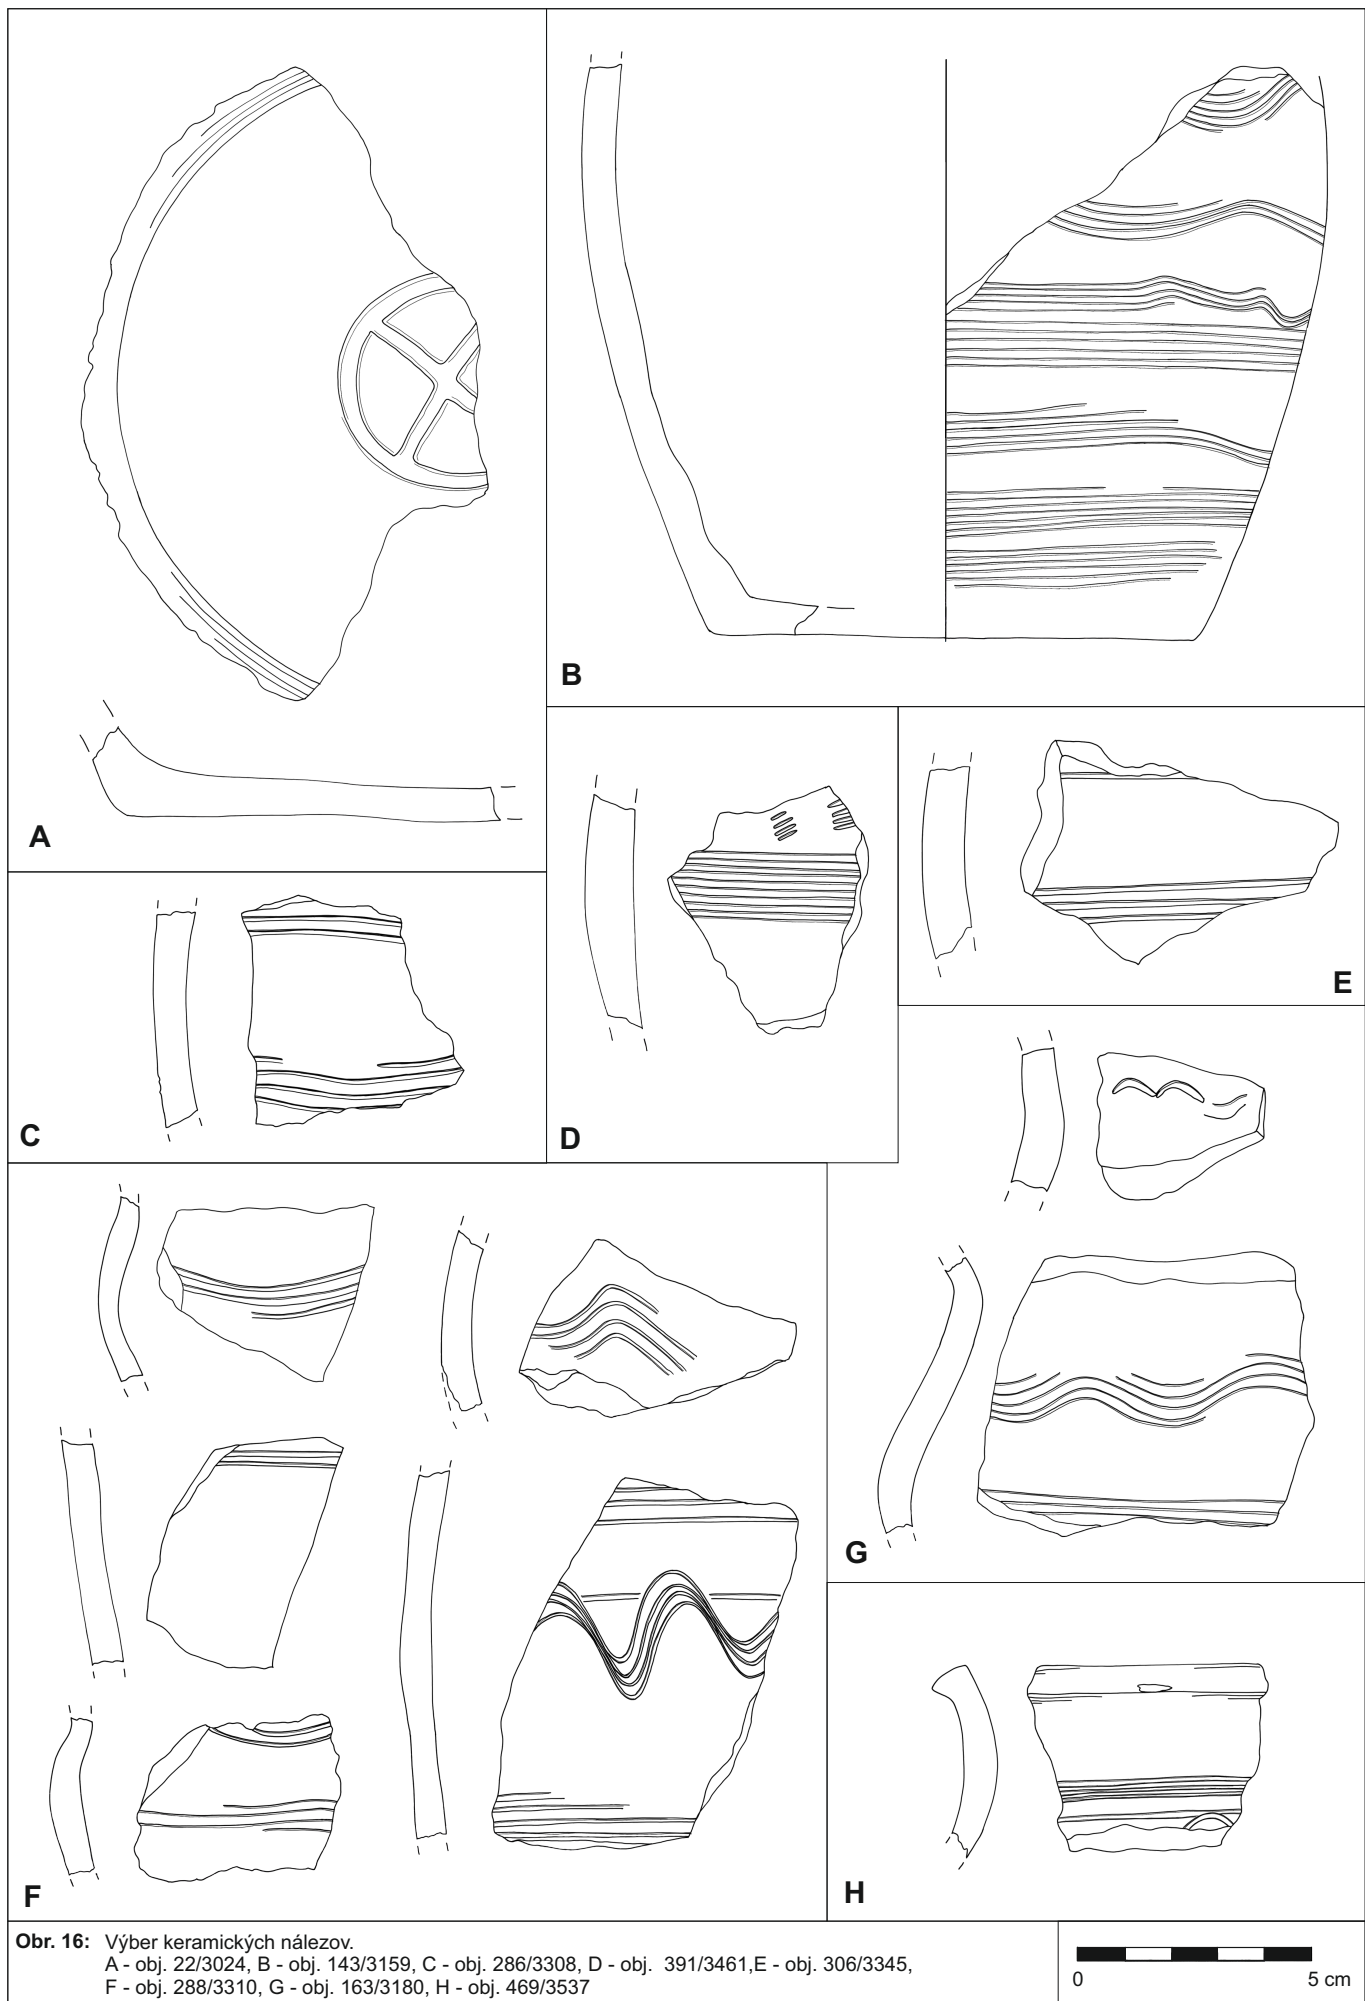 A
B
C
D
E
F
G
H
Obr. 16: Výber keramických nálezov.
A - obj. 22/3024, B - obj. 143/3159, C - obj. 286/3308, D - obj. 391/3461,E - obj. 306/3345,
F - obj. 288/3310, G - obj. 163/3180, H - obj. 469/3537
0 5 cm